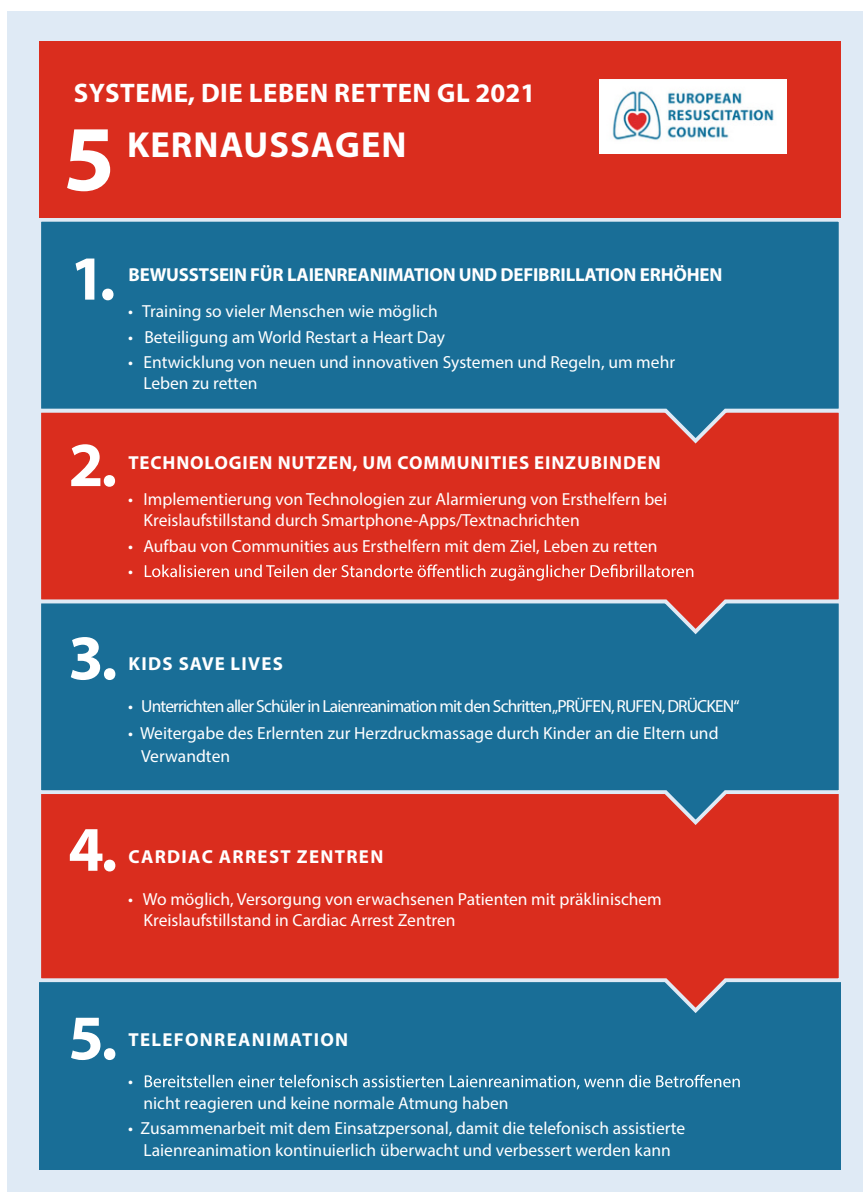 SYSTEME, DIE LEBEN RETTEN GL 2021
5 KERNAUSSAGEN
EUROPEAN
RESUSCITATION
COUNCIL
1. BEWUSSTSEIN FÜR LAIENREANIMATION UND DEFIBRILLATION ERHÖHEN
• Training so vieler Menschen wie möglich
• Beteiligung am World Restart a Heart Day
• Entwicklung von neuen und innovativen Systemen und Regeln, um mehr
Leben zu retten
2. TECHNOLOGIEN NUTZEN, UM COMMUNITIES EINZUBINDEN
• Implementierung von Technologien zur Alarmierung von Ersthelfern bei
Kreislaufstillstand durch Smartphone-Apps/Textnachrichten
• Aufbau von Communities aus Ersthelfern mit dem Ziel, Leben zu retten
• Lokalisieren und Teilen der Standorte öffentlich zugänglicher Defibrillatoren
3. KIDS SAVE LIVES
• Unterrichten aller Schüler in Laienreanimation mit den Schritten „PRÜFEN, RUFEN, DRÜCKEN“
• Weitergabe des Erlernten zur Herzdruckmassage durch Kinder an die Eltern und
Verwandten
4. CARDIAC ARREST ZENTREN
• Wo möglich, Versorgung von erwachsenen Patienten mit präklinischem
Kreislaufstillstand in Cardiac Arrest Zentren
5. TELEFONREANIMATION
• Bereitstellen einer telefonisch assistierten Laienreanimation, wenn die Betroffenen
nicht reagieren und keine normale Atmung haben
• Zusammenarbeit mit dem Einsatzpersonal, damit die telefonisch assistierte
Laienreanimation kontinuierlich überwacht und verbessert werden kann